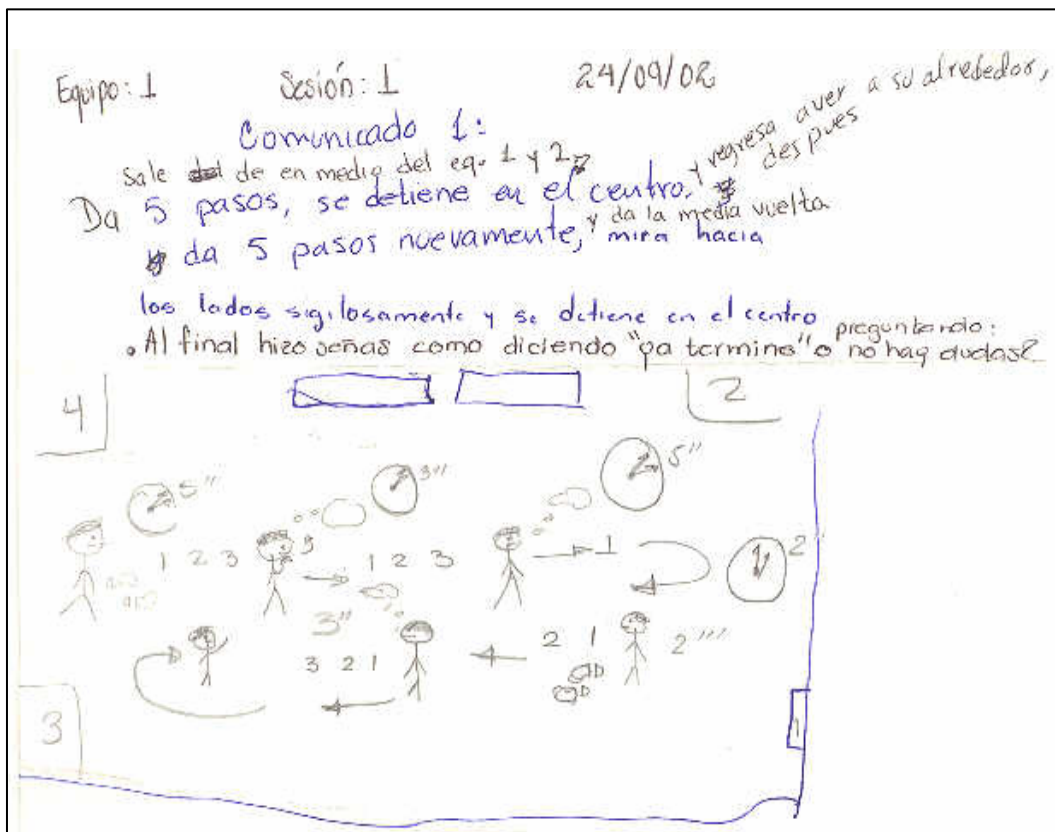 Equipo: 1 Sesión: 1 24/09/02
Comunicado 1:
Sale de en medio del eq. 1 y 2,
Da 5 pasos, se detiene en el centro, y regresa aver a su alrededor,
despues
da 5 pasos nuevamente, y da la media vuelta
mira hacia
los lados sigilosamente y se detiene en el centro
. Al final hizo señas como diciendo "ya termine" o preguntando:
no hay dudas?
4 2
5'' 3'' 5''
1 2 3 1 2 3 1 2
3'' 2 1 2'''
3 2 1
3 1